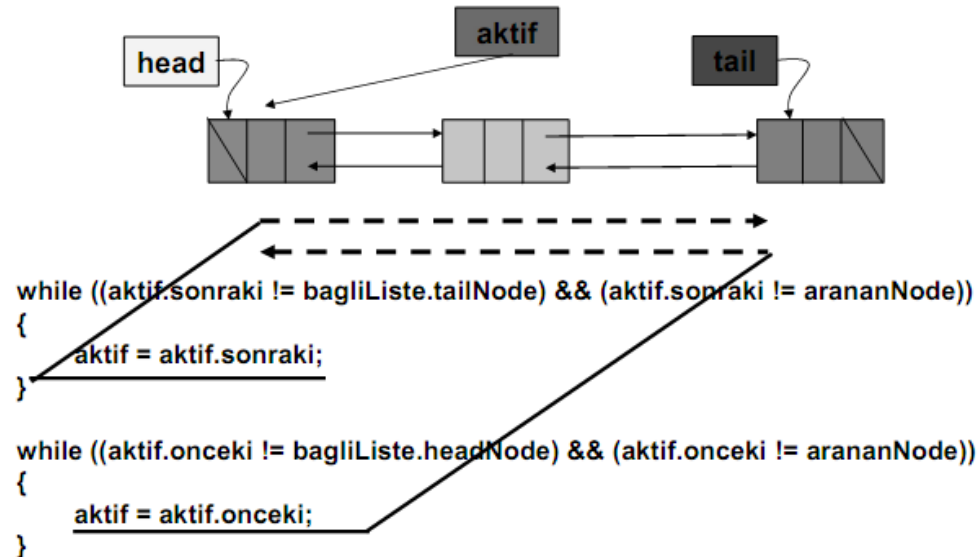 aktif
head
tail
while ((aktif.sonraki != bagliListe.tailNode) && (aktif.sonraki != arananNode))
{
aktif = aktif.sonraki;
}
while ((aktif.onceki != bagliListe.headNode) && (aktif.onceki != arananNode))
{
aktif = aktif.onceki;
}